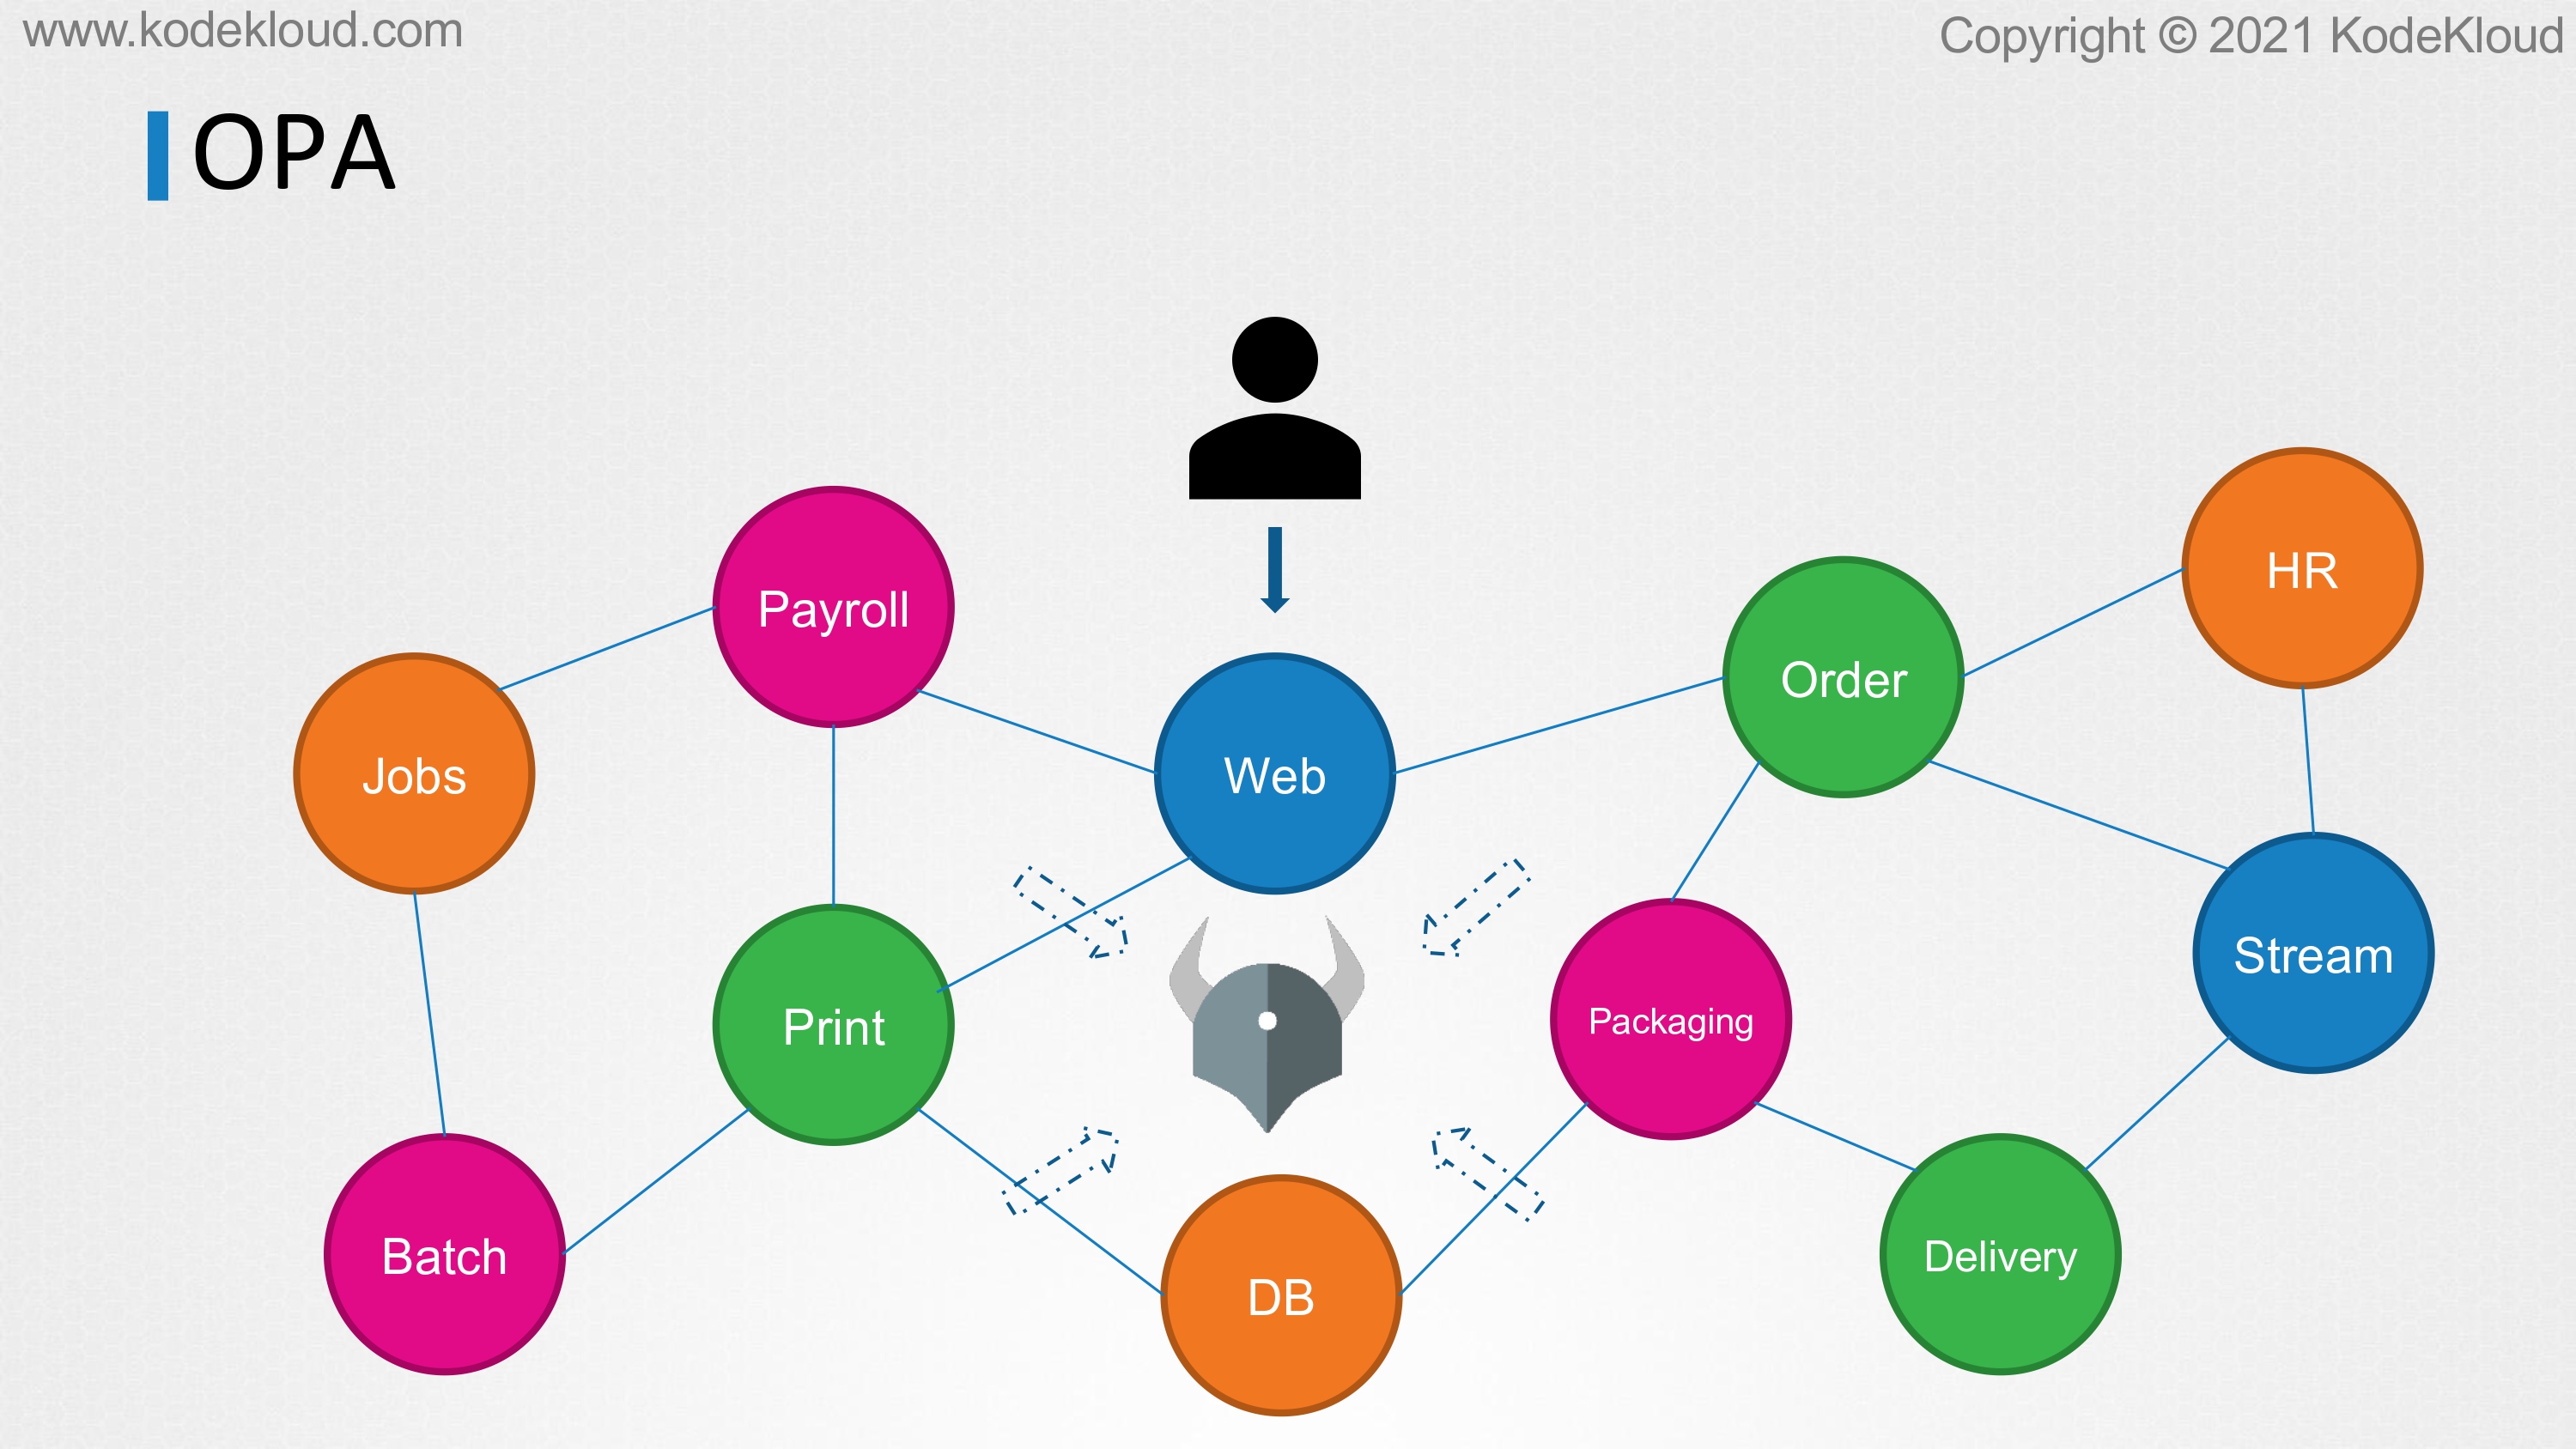 www.kodekloud.com
Copyright © 2021 KodeKloud
OPA
HR
Payroll
Order
Jobs
Web
Stream
Print
Packaging
Batch
Delivery
DB